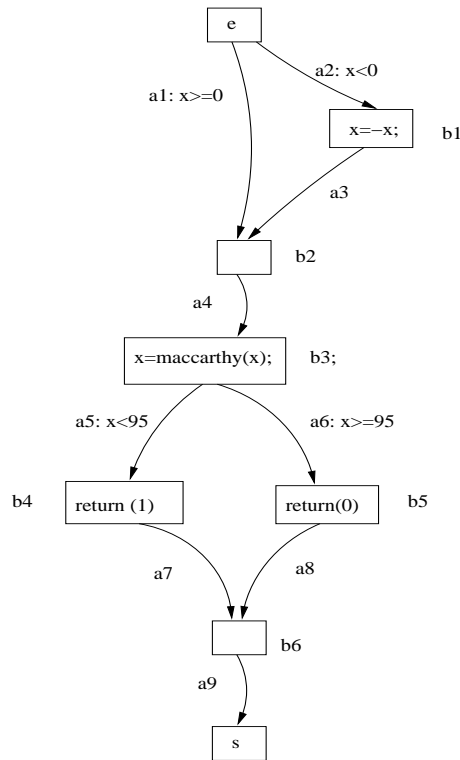 e
a2: x<0
a1: x>=0
x=−x;
b1
a3
b2
a4
x=maccarthy(x);
b3;
a5: x<95
a6: x>=95
b4
return (1)
return(0)
b5
a7
a8
b6
a9
s